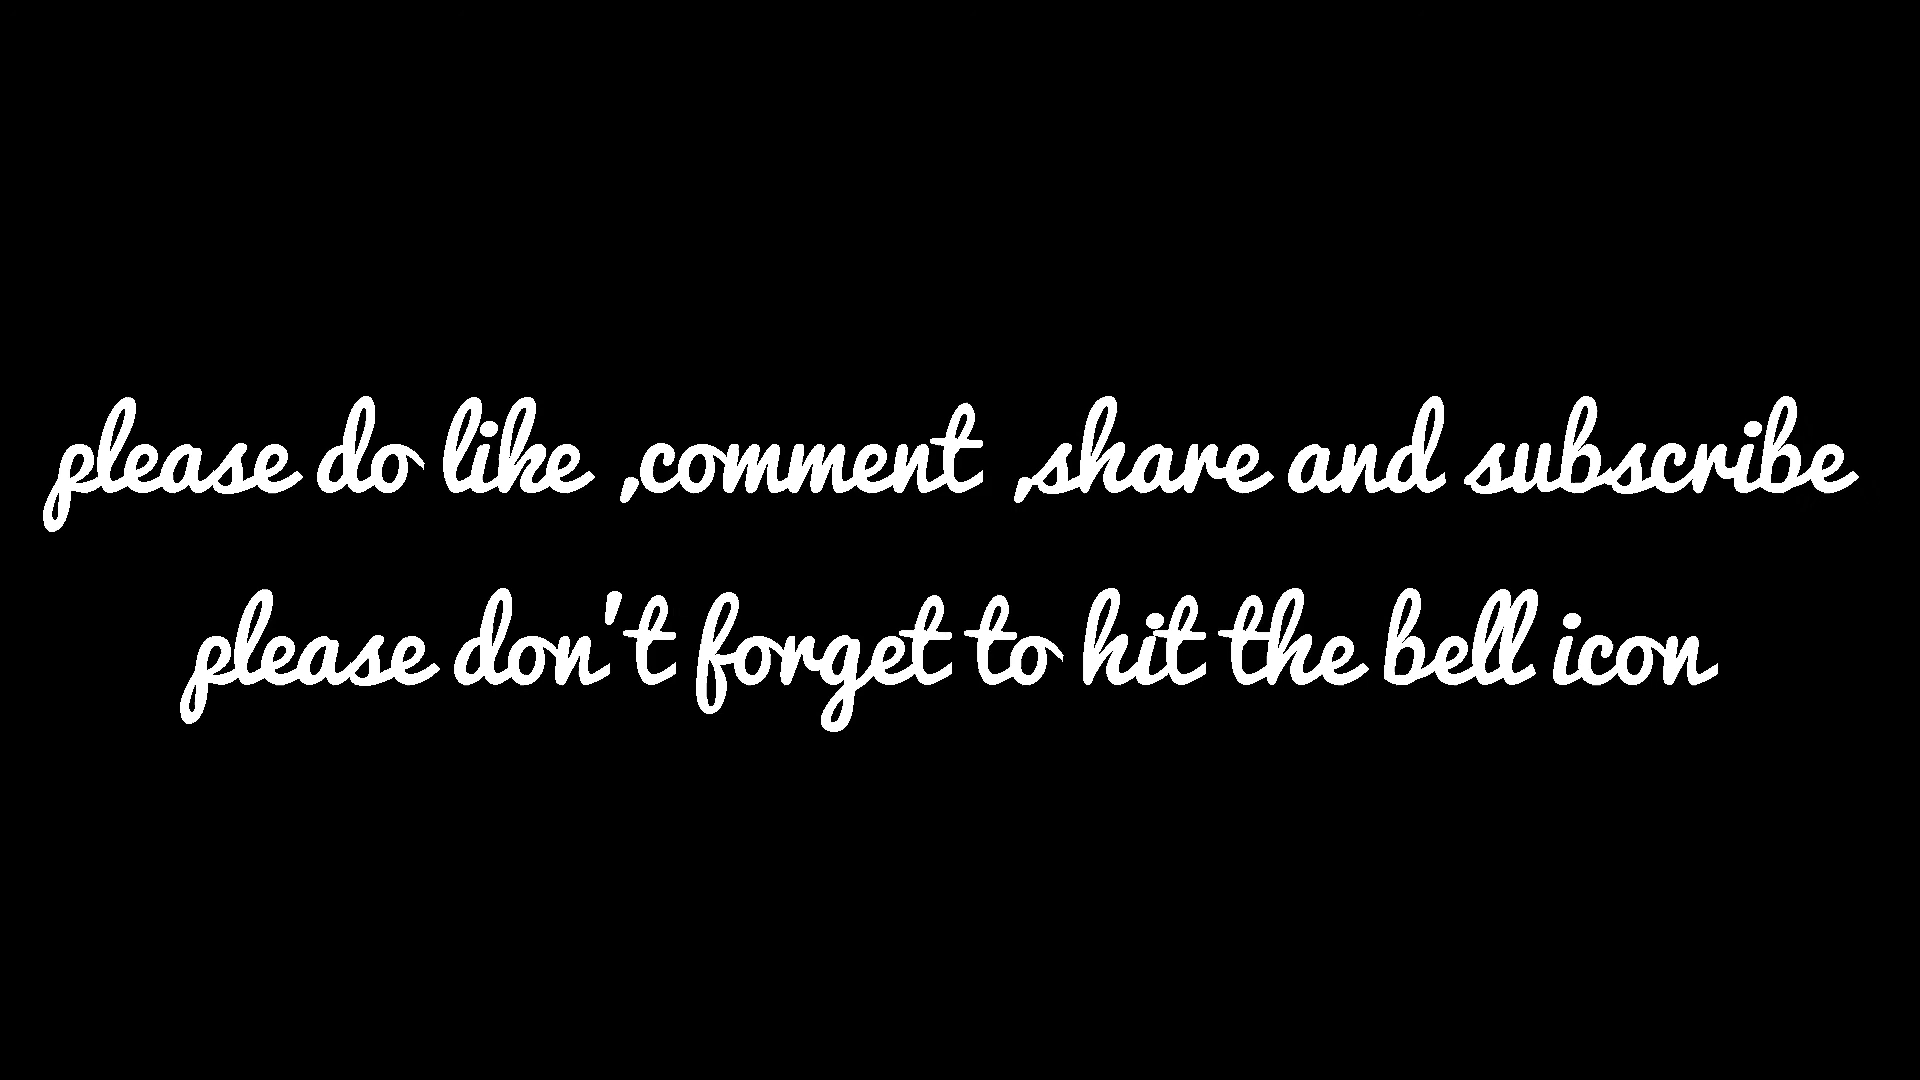 please do like ,comment ,share and subscribe
please don't forget to hit the bell icon